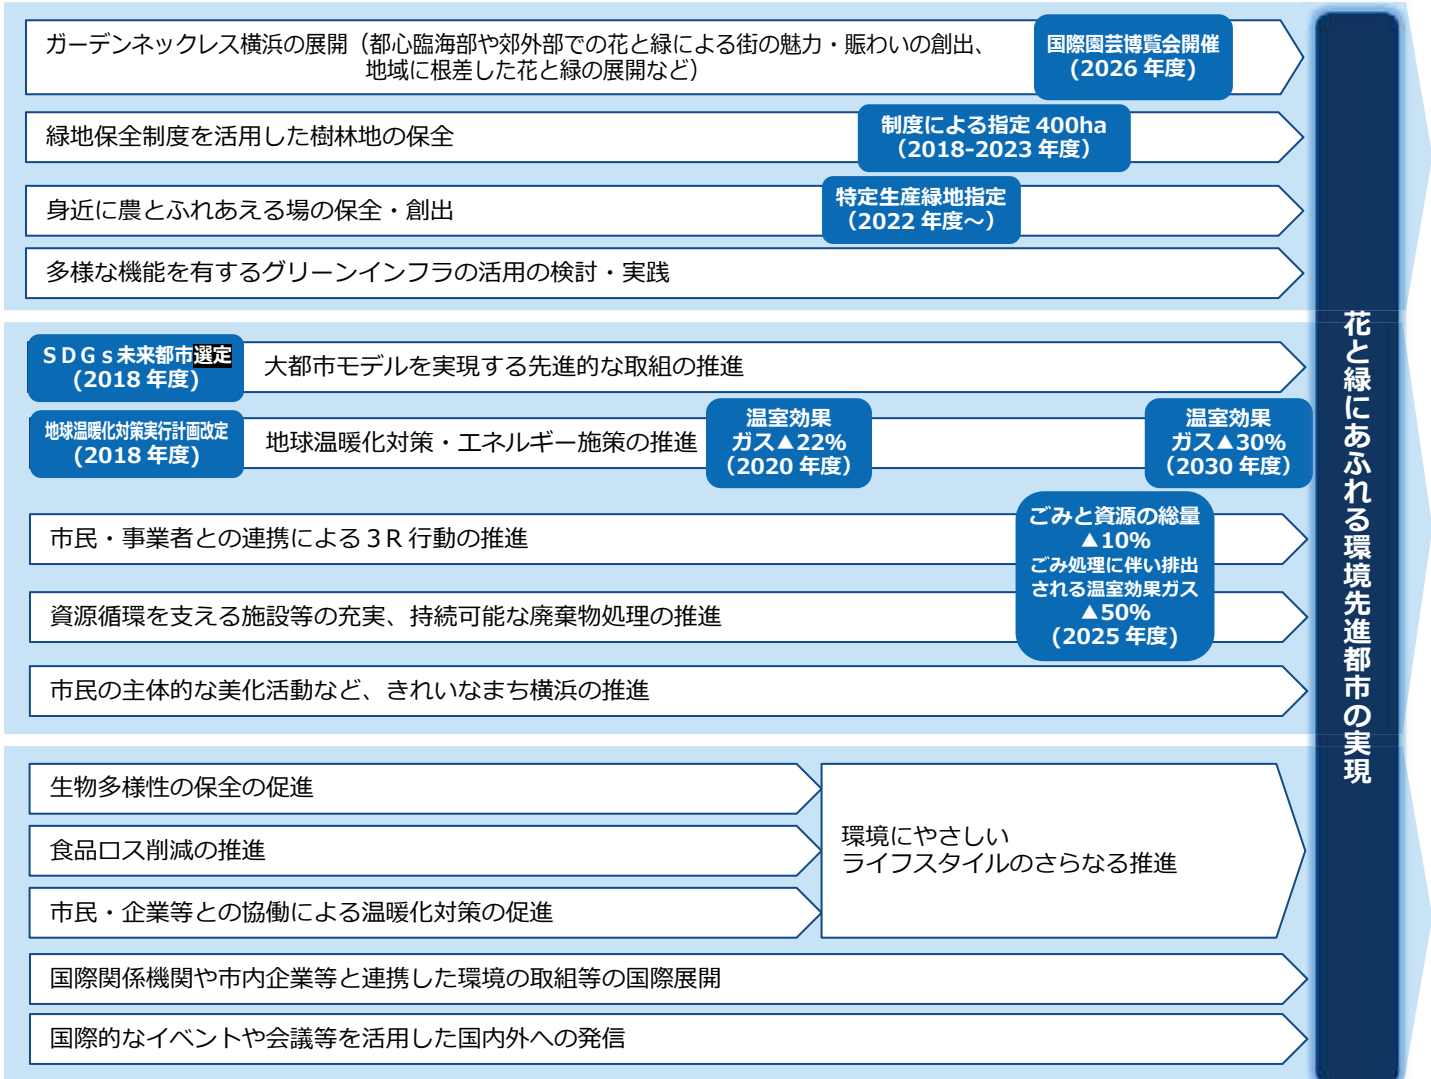 ガーデンネックレス横浜の展開（都心臨海部や郊外部での花と緑による街の魅力・賑わいの創出、
地域に根差した花と緑の展開など）
国際園芸博覧会開催
(2026 年度)
緑地保全制度を活用した樹林地の保全
制度による指定 400ha
（2018-2023 年度）
身近に農とふれあえる場の保全・創出
特定生産緑地指定
（2022 年度～）
多様な機能を有するグリーンインフラの活用の検討・実践
ＳＤＧｓ未来都市選定
(2018 年度)
大都市モデルを実現する先進的な取組の推進
地球温暖化対策実行計画改定
(2018 年度)
地球温暖化対策・エネルギー施策の推進
温室効果
ガス▲22%
（2020 年度）
温室効果
ガス▲30%
（2030 年度）
市民・事業者との連携による３Ｒ行動の推進
ごみと資源の総量
▲10%
ごみ処理に伴い排出
される温室効果ガス
▲50%
(2025 年度)
資源循環を支える施設等の充実、持続可能な廃棄物処理の推進
市民の主体的な美化活動など、きれいなまち横浜の推進
生物多様性の保全の促進
食品ロス削減の推進
市民・企業等との協働による温暖化対策の促進
環境にやさしい
ライフスタイルのさらなる推進
国際関係機関や市内企業等と連携した環境の取組等の国際展開
国際的なイベントや会議等を活用した国内外への発信
花と緑にあふれる環境先進都市の実現